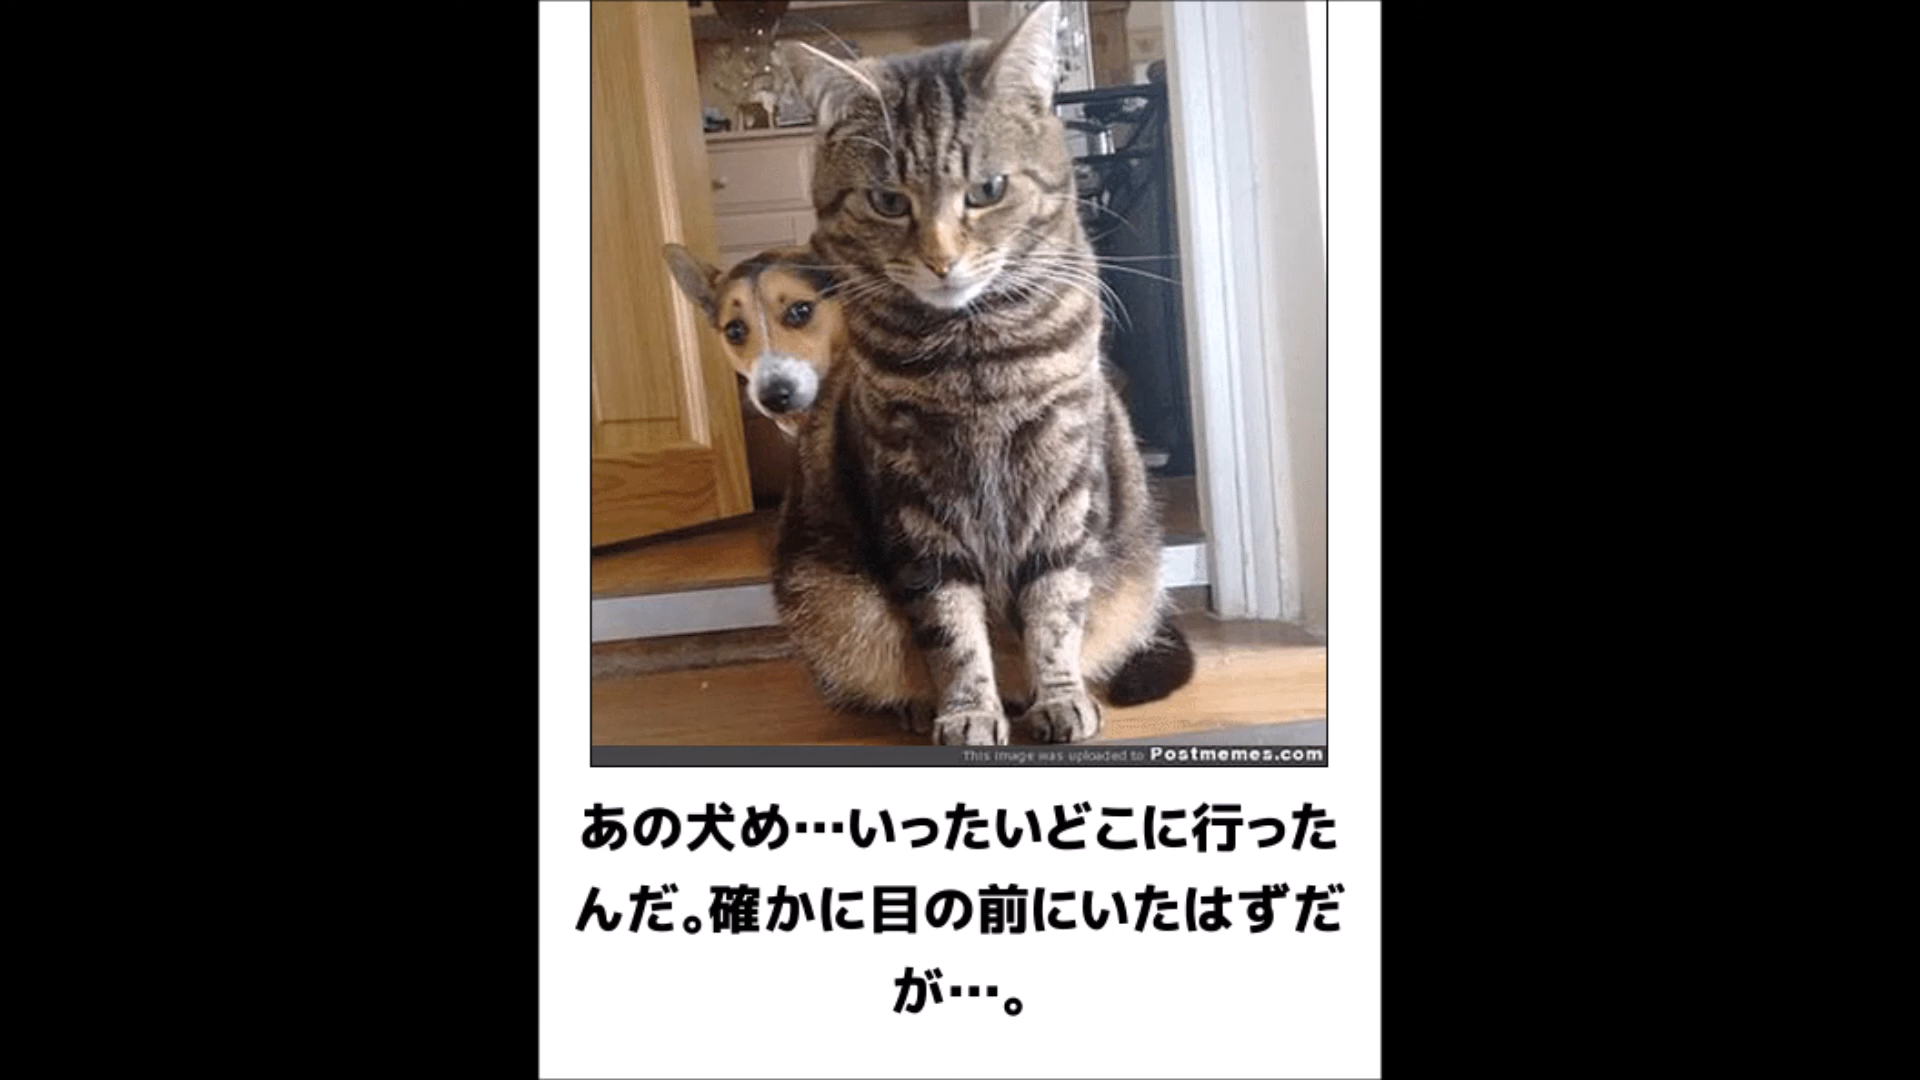 This image was uploaded to Postmemes.com
あの犬め…いったいどこに行った
んだ。確かに目の前にいたはずだ
が…。